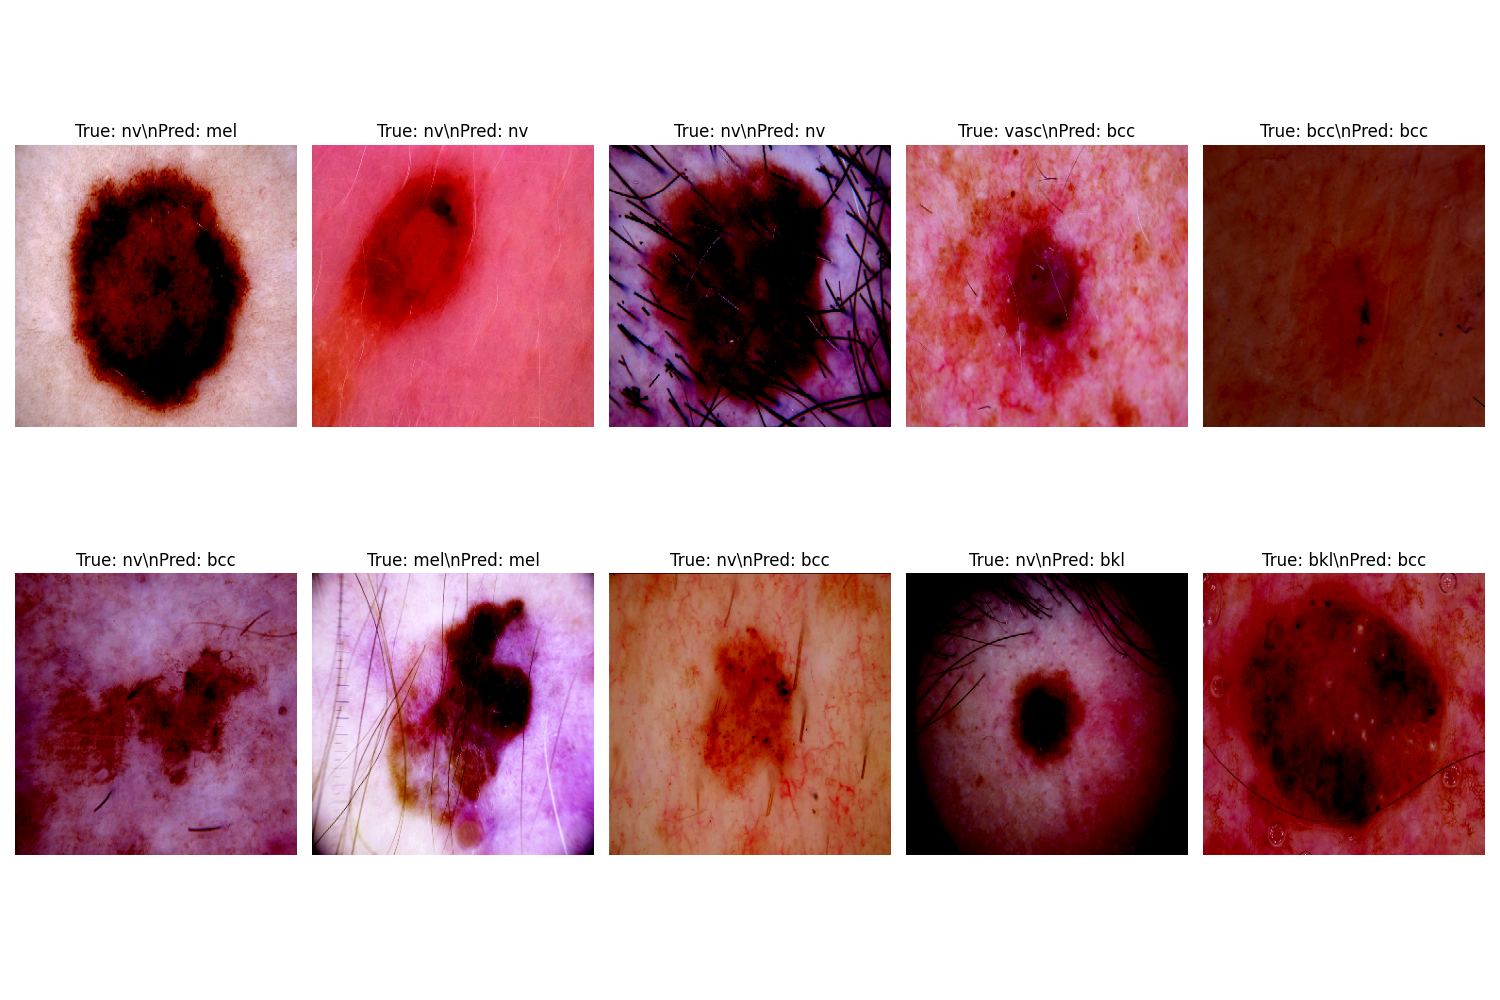 True: nv\nPred: mel
True: nv\nPred: nv
True: nv\nPred: nv
True: vasc\nPred: bcc
True: bcc\nPred: bcc
True: nv\nPred: bcc
True: mel\nPred: mel
True: nv\nPred: bcc
True: nv\nPred: bkl
True: bkl\nPred: bcc